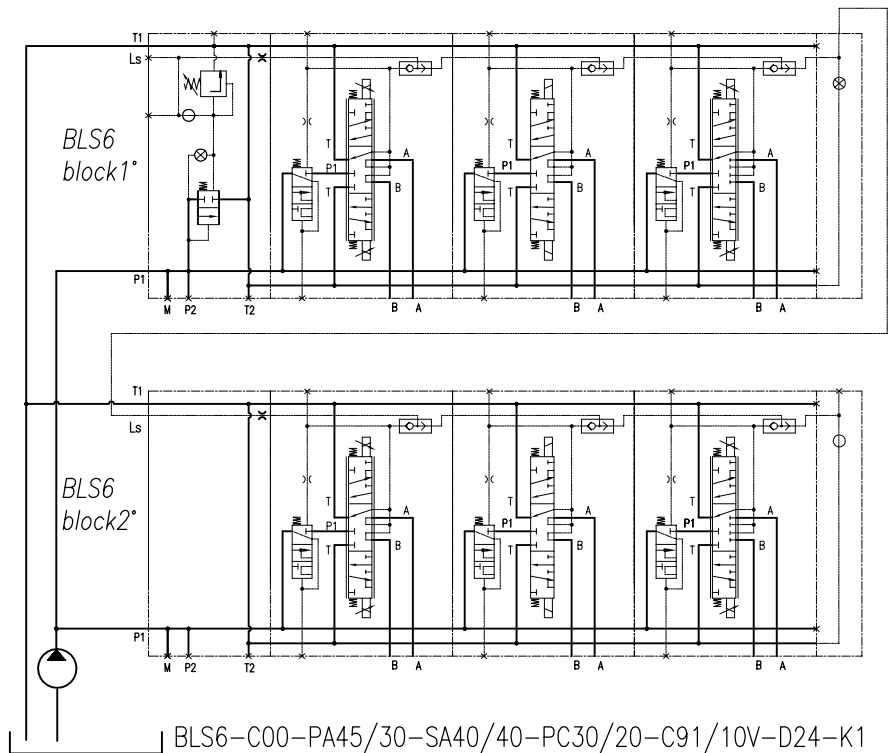 T1
Ls
BLS6
block1°
T
P1
T
A
B
P1
T
A
B
P1
T
A
B
P1
M
P2
T2
B
A
B
A
B
A
T1
Ls
BLS6
block2°
T
P1
T
A
B
T
P1
T
A
B
T
P1
T
A
B
P1
M
P2
T2
B
A
B
A
B
A
BLS6-C00-PA45/30-SA40/40-PC30/20-C91/10V-D24-K1